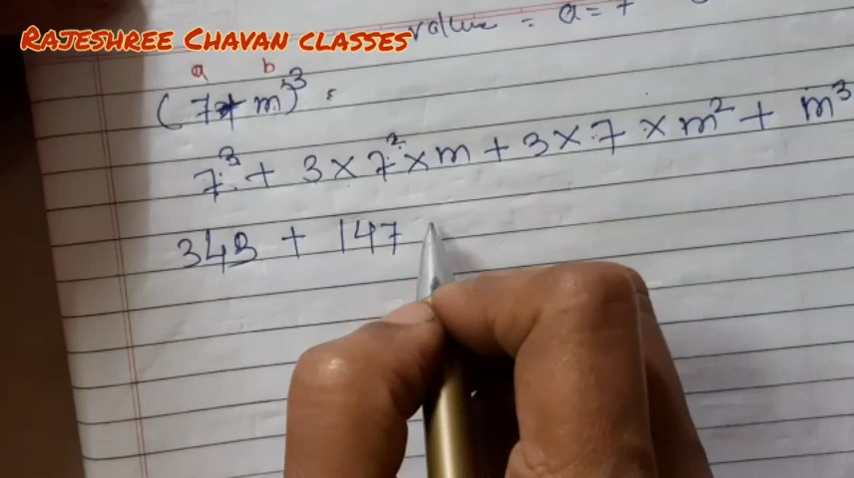 RAJESHREE CHAVAN CLASSES
value = a = 7
a b
(7+m)³ :
7³ + 3 × 7² × m + 3 × 7 × m² + m³
343 + 147